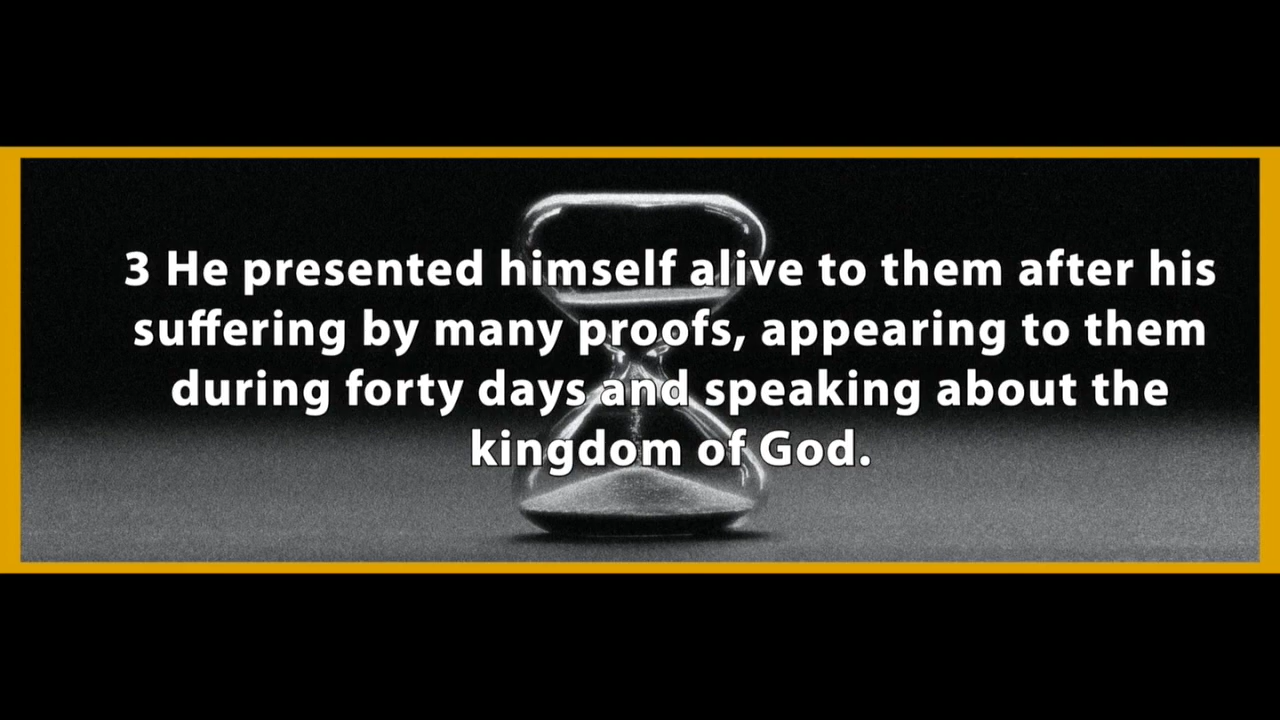 3 He presented himself alive to them after his
suffering by many proofs, appearing to them
during forty days and speaking about the
kingdom of God.